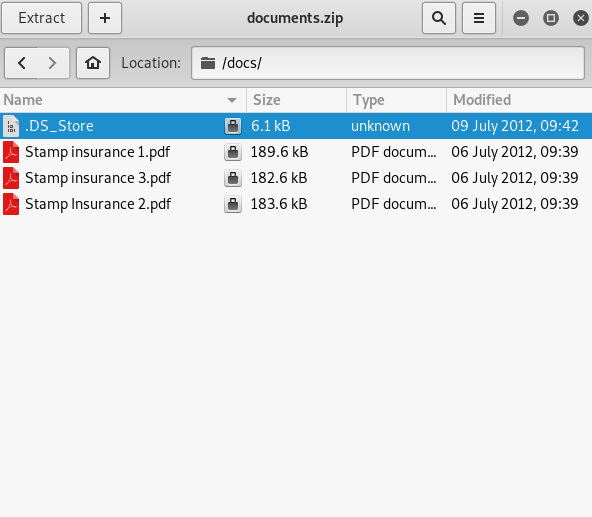 Extract + documents.zip
Location: /docs/
Name Size Type Modified
.DS_Store 6.1 kB unknown 09 July 2012, 09:42
Stamp insurance 1.pdf 189.6 kB PDF docum... 06 July 2012, 09:39
Stamp insurance 3.pdf 182.6 kB PDF docum... 06 July 2012, 09:39
Stamp Insurance 2.pdf 183.6 kB PDF docum... 06 July 2012, 09:39